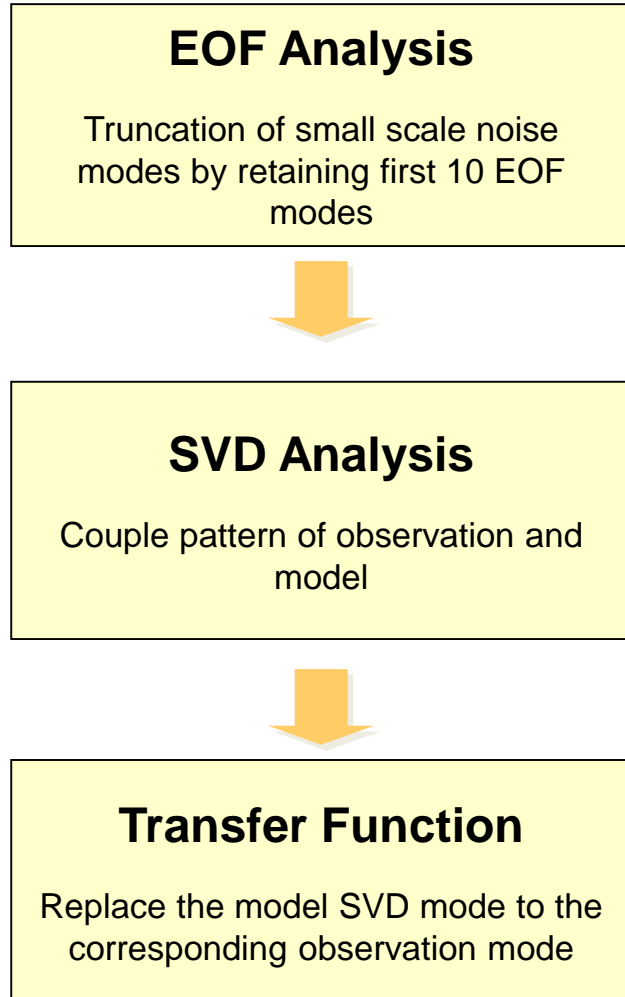 EOF Analysis
Truncation of small scale noise
modes by retaining first 10 EOF
modes
SVD Analysis
Couple pattern of observation and
model
Transfer Function
Replace the model SVD mode to the
corresponding observation mode